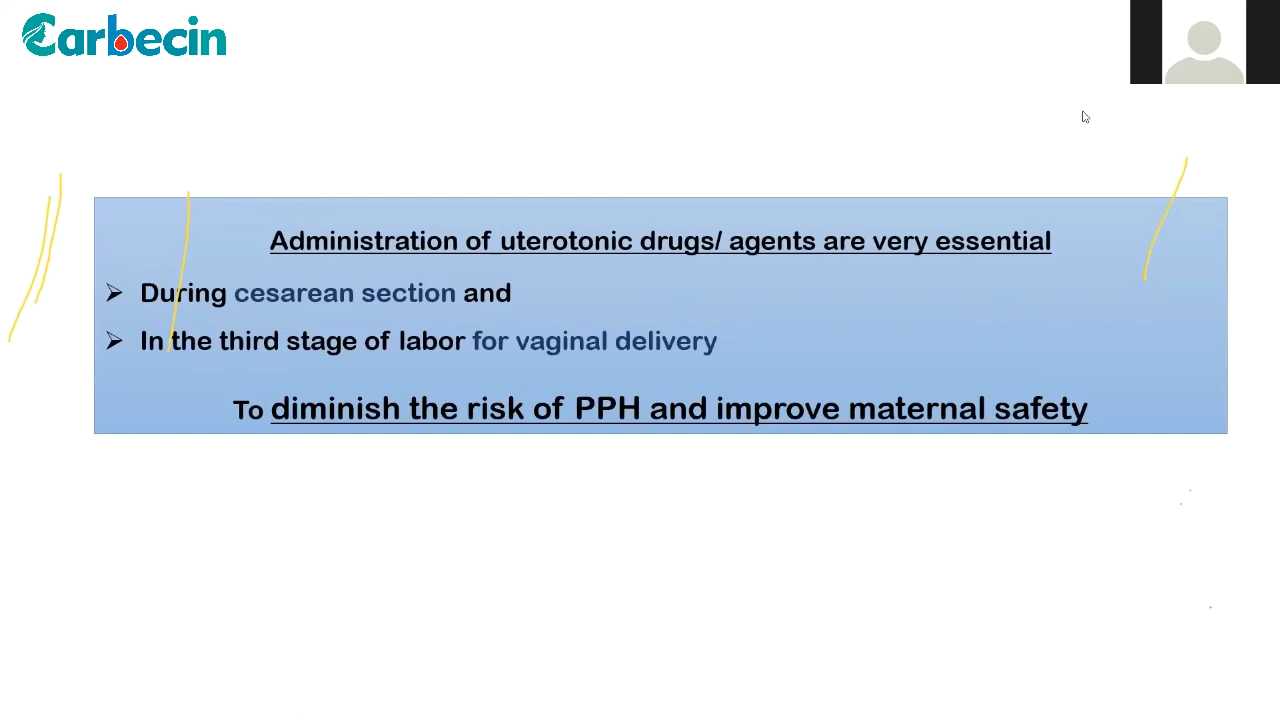 Carbecin
Administration of uterotonic drugs/ agents are very essential
➢ During cesarean section and
➢ In the third stage of labor for vaginal delivery
To diminish the risk of PPH and improve maternal safety